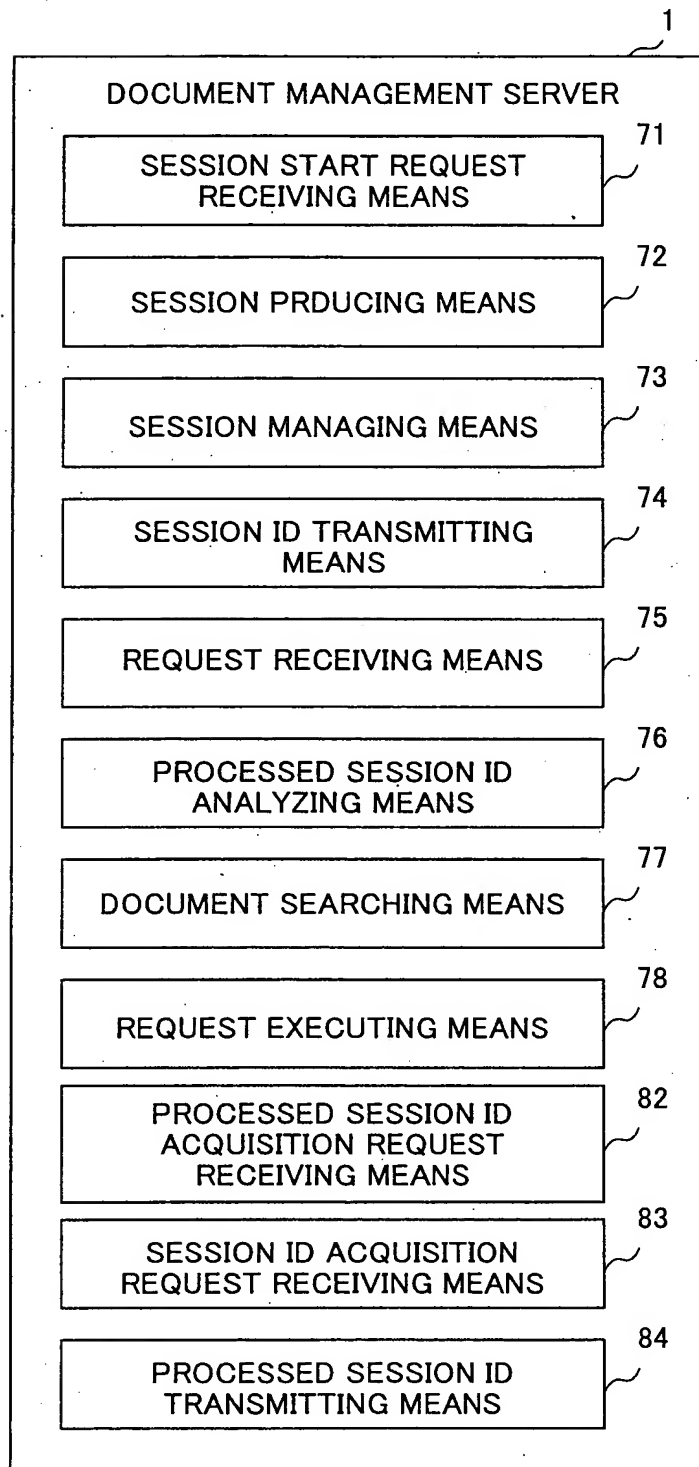 1
DOCUMENT MANAGEMENT SERVER
71
SESSION START REQUEST
RECEIVING MEANS
72
SESSION PRDUCING MEANS
73
SESSION MANAGING MEANS
74
SESSION ID TRANSMITTING
MEANS
75
REQUEST RECEIVING MEANS
76
PROCESSED SESSION ID
ANALYZING MEANS
77
DOCUMENT SEARCHING MEANS
78
REQUEST EXECUTING MEANS
82
PROCESSED SESSION ID
ACQUISITION REQUEST
RECEIVING MEANS
83
SESSION ID ACQUISITION
REQUEST RECEIVING MEANS
84
PROCESSED SESSION ID
TRANSMITTING MEANS